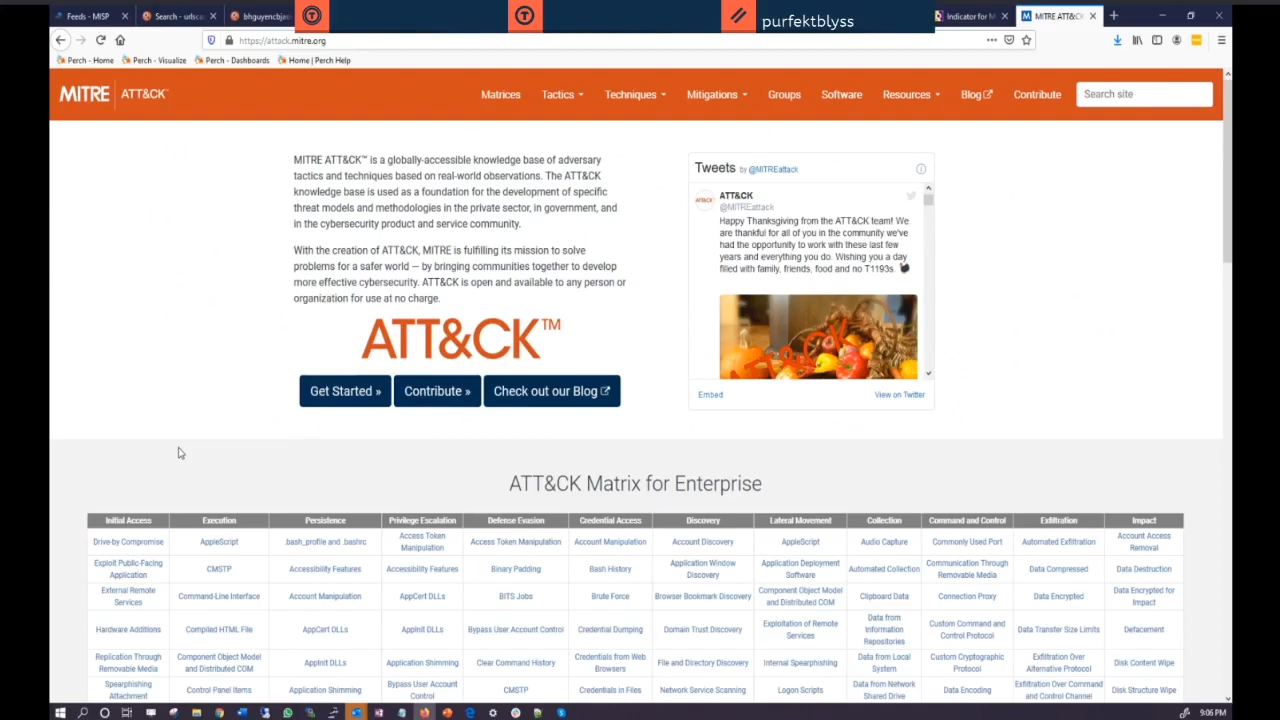 Feeds - MISP
Search - urlsca
bhguyencbjao
purfektblyss
Indicator for M
MITRE ATT&CK
https://attack.mitre.org
Perch - Home
Perch - Visualize
Perch - Dashboards
Home | Perch Help
MITRE | ATT&CK™
Matrices
Tactics
Techniques
Mitigations
Groups
Software
Resources
Blog
Contribute
Search site
MITRE ATT&CK™ is a globally-accessible knowledge base of adversary
tactics and techniques based on real-world observations. The ATT&CK
knowledge base is used as a foundation for the development of specific
threat models and methodologies in the private sector, in government, and
in the cybersecurity product and service community.
With the creation of ATT&CK, MITRE is fulfilling its mission to solve
problems for a safer world — by bringing communities together to develop
more effective cybersecurity. ATT&CK is open and available to any person or
organization for use at no charge.
ATT&CK™
Get Started »
Contribute »
Check out our Blog
Tweets by @MITREattack
ATT&CK
ATT&CK
@MITREattack
Happy Thanksgiving from the ATT&CK team! We
are thankful for all of you in the community we've
had the opportunity to work with these last few
years and everything you do. Wishing you a day
filled with family, friends, food and no T1193s.
ATT&CK
Embed
View on Twitter
ATT&CK Matrix for Enterprise
Initial Access Execution Persistence Privilege Escalation Defense Evasion Credential Access Discovery Lateral Movement Collection Command and Control Exfiltration Impact
Drive-by Compromise AppleScript .bash_profile and .bashrc Access Token Manipulation Access Token Manipulation Account Manipulation Account Discovery AppleScript Audio Capture Commonly Used Port Automated Exfiltration Account Access Removal
Exploit Public-Facing Application CMSTP Accessibility Features Accessibility Features Binary Padding Bash History Application Window Discovery Application Deployment Software Automated Collection Communication Through Removable Media Data Compressed Data Destruction
External Remote Services Command-Line Interface Account Manipulation AppCert DLLs BITS Jobs Brute Force Browser Bookmark Discovery Component Object Model and Distributed COM Clipboard Data Connection Proxy Data Encrypted Data Encrypted for Impact
Hardware Additions Compiled HTML File AppCert DLLs AppInit DLLs Bypass User Account Control Credential Dumping Domain Trust Discovery Exploitation of Remote Services Data from Information Repositories Custom Command and Control Protocol Data Transfer Size Limits Defacement
Replication Through Removable Media Component Object Model and Distributed COM AppInit DLLs Application Shimming Clear Command History Credentials from Web Browsers File and Directory Discovery Internal Spearphishing Data from Local System Custom Cryptographic Protocol Exfiltration Over Alternative Protocol Disk Content Wipe
Spearphishing Attachment Control Panel Items Application Shimming Bypass User Account Control CMSTP Credentials in Files Network Service Scanning Logon Scripts Data from Network Shared Drive Data Encoding Exfiltration Over Command and Control Channel Disk Structure Wipe
9:06 PM